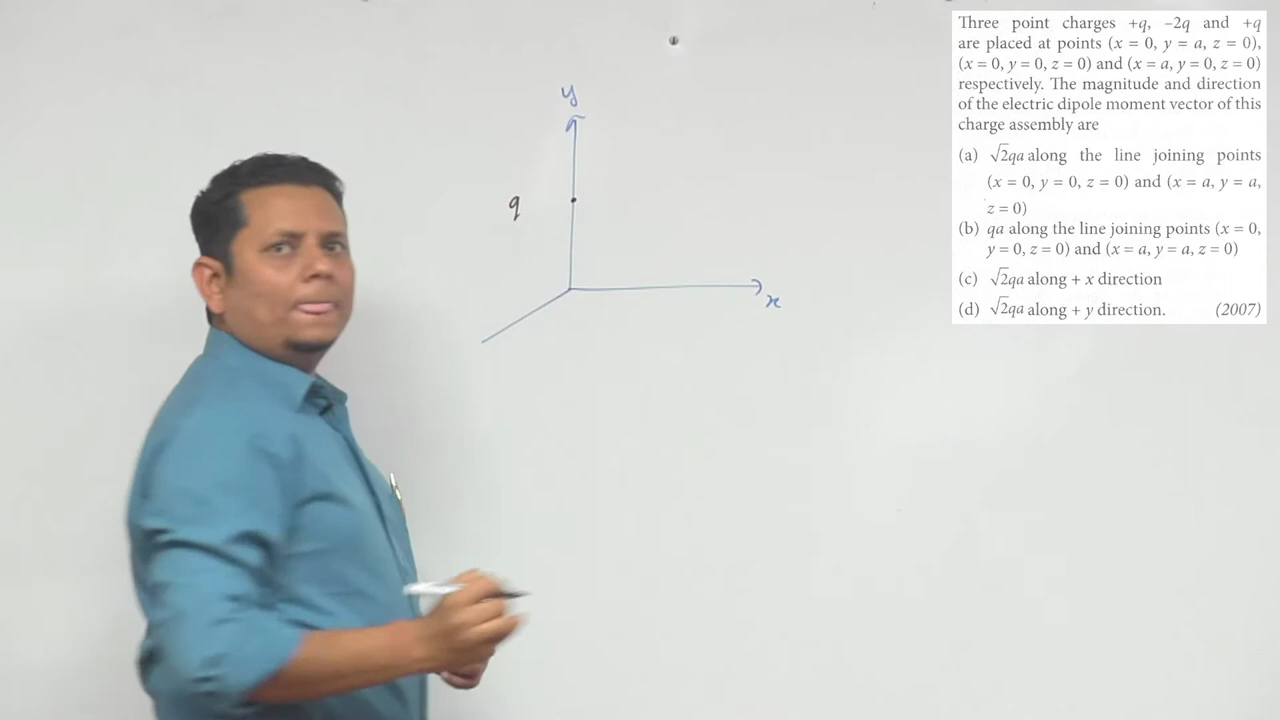 y
q
x
Three point charges +q, −2q and +q
are placed at points (x = 0, y = a, z = 0),
(x = 0, y = 0, z = 0) and (x = a, y = 0, z = 0)
respectively. The magnitude and direction
of the electric dipole moment vector of this
charge assembly are
(a) √2qa along the line joining points
(x = 0, y = 0, z = 0) and (x = a, y = a,
z = 0)
(b) qa along the line joining points (x = 0,
y = 0, z = 0) and (x = a, y = a, z = 0)
(c) √2qa along + x direction
(d) √2qa along + y direction. (2007)